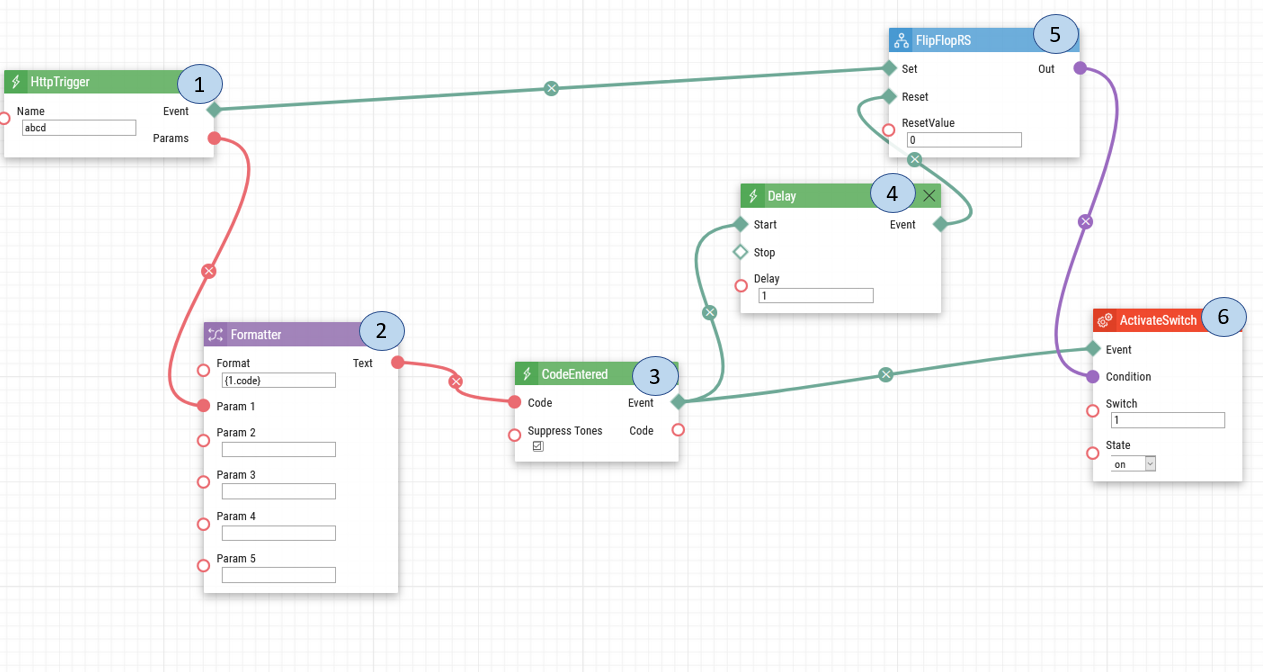 HttpTrigger
1
Name
Event
abcd
Params
Formatter
2
Format
Text
{1.code}
Param 1
Param 2
Param 3
Param 4
Param 5
CodeEntered
3
Code
Event
Suppress Tones
Code
Delay
4
Start
Event
Stop
Delay
1
FlipFlopRS
5
Set
Out
Reset
ResetValue
0
ActivateSwitch
6
Event
Condition
Switch
1
State
on